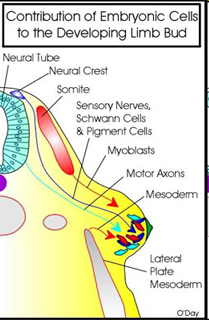 Contribution of Embryonic Cells
to the Developing Limb Bud
Neural Tube
Neural Crest
Somite
Sensory Nerves,
Schwann Cells
& Pigment Cells
Myoblasts
Motor Axons
Mesoderm
Lateral
Plate
Mesoderm
O'Day